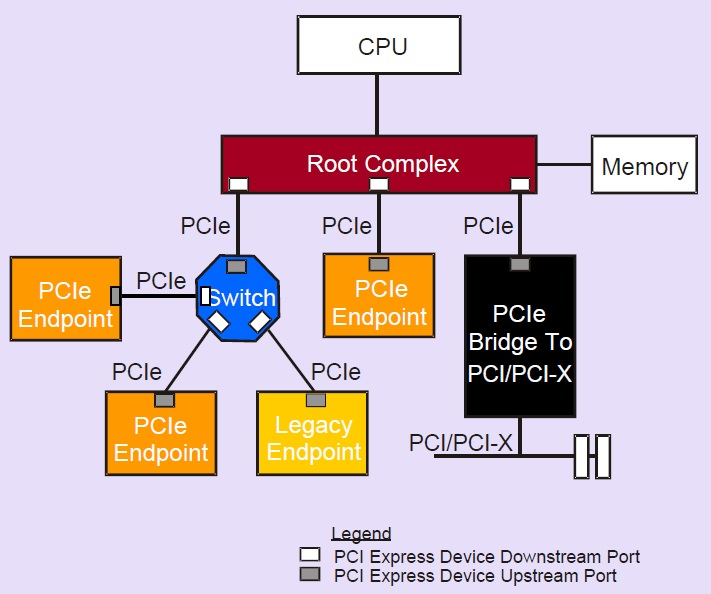 CPU
Root Complex
Memory
PCIe
PCIe
PCIe
PCIe
Endpoint
PCIe
Switch
PCIe
Endpoint
PCIe
Bridge To
PCI/PCI-X
PCIe
PCIe
PCIe
Endpoint
Legacy
Endpoint
PCI/PCI-X
Legend
PCI Express Device Downstream Port
PCI Express Device Upstream Port